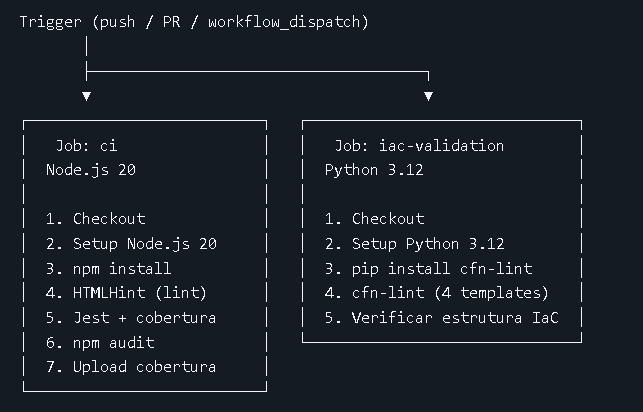 Trigger (push / PR / workflow_dispatch)
Job: ci
Node.js 20
1. Checkout
2. Setup Node.js 20
3. npm install
4. HTMLHint (lint)
5. Jest + cobertura
6. npm audit
7. Upload cobertura
Job: iac-validation
Python 3.12
1. Checkout
2. Setup Python 3.12
3. pip install cfn-lint
4. cfn-lint (4 templates)
5. Verificar estrutura IaC